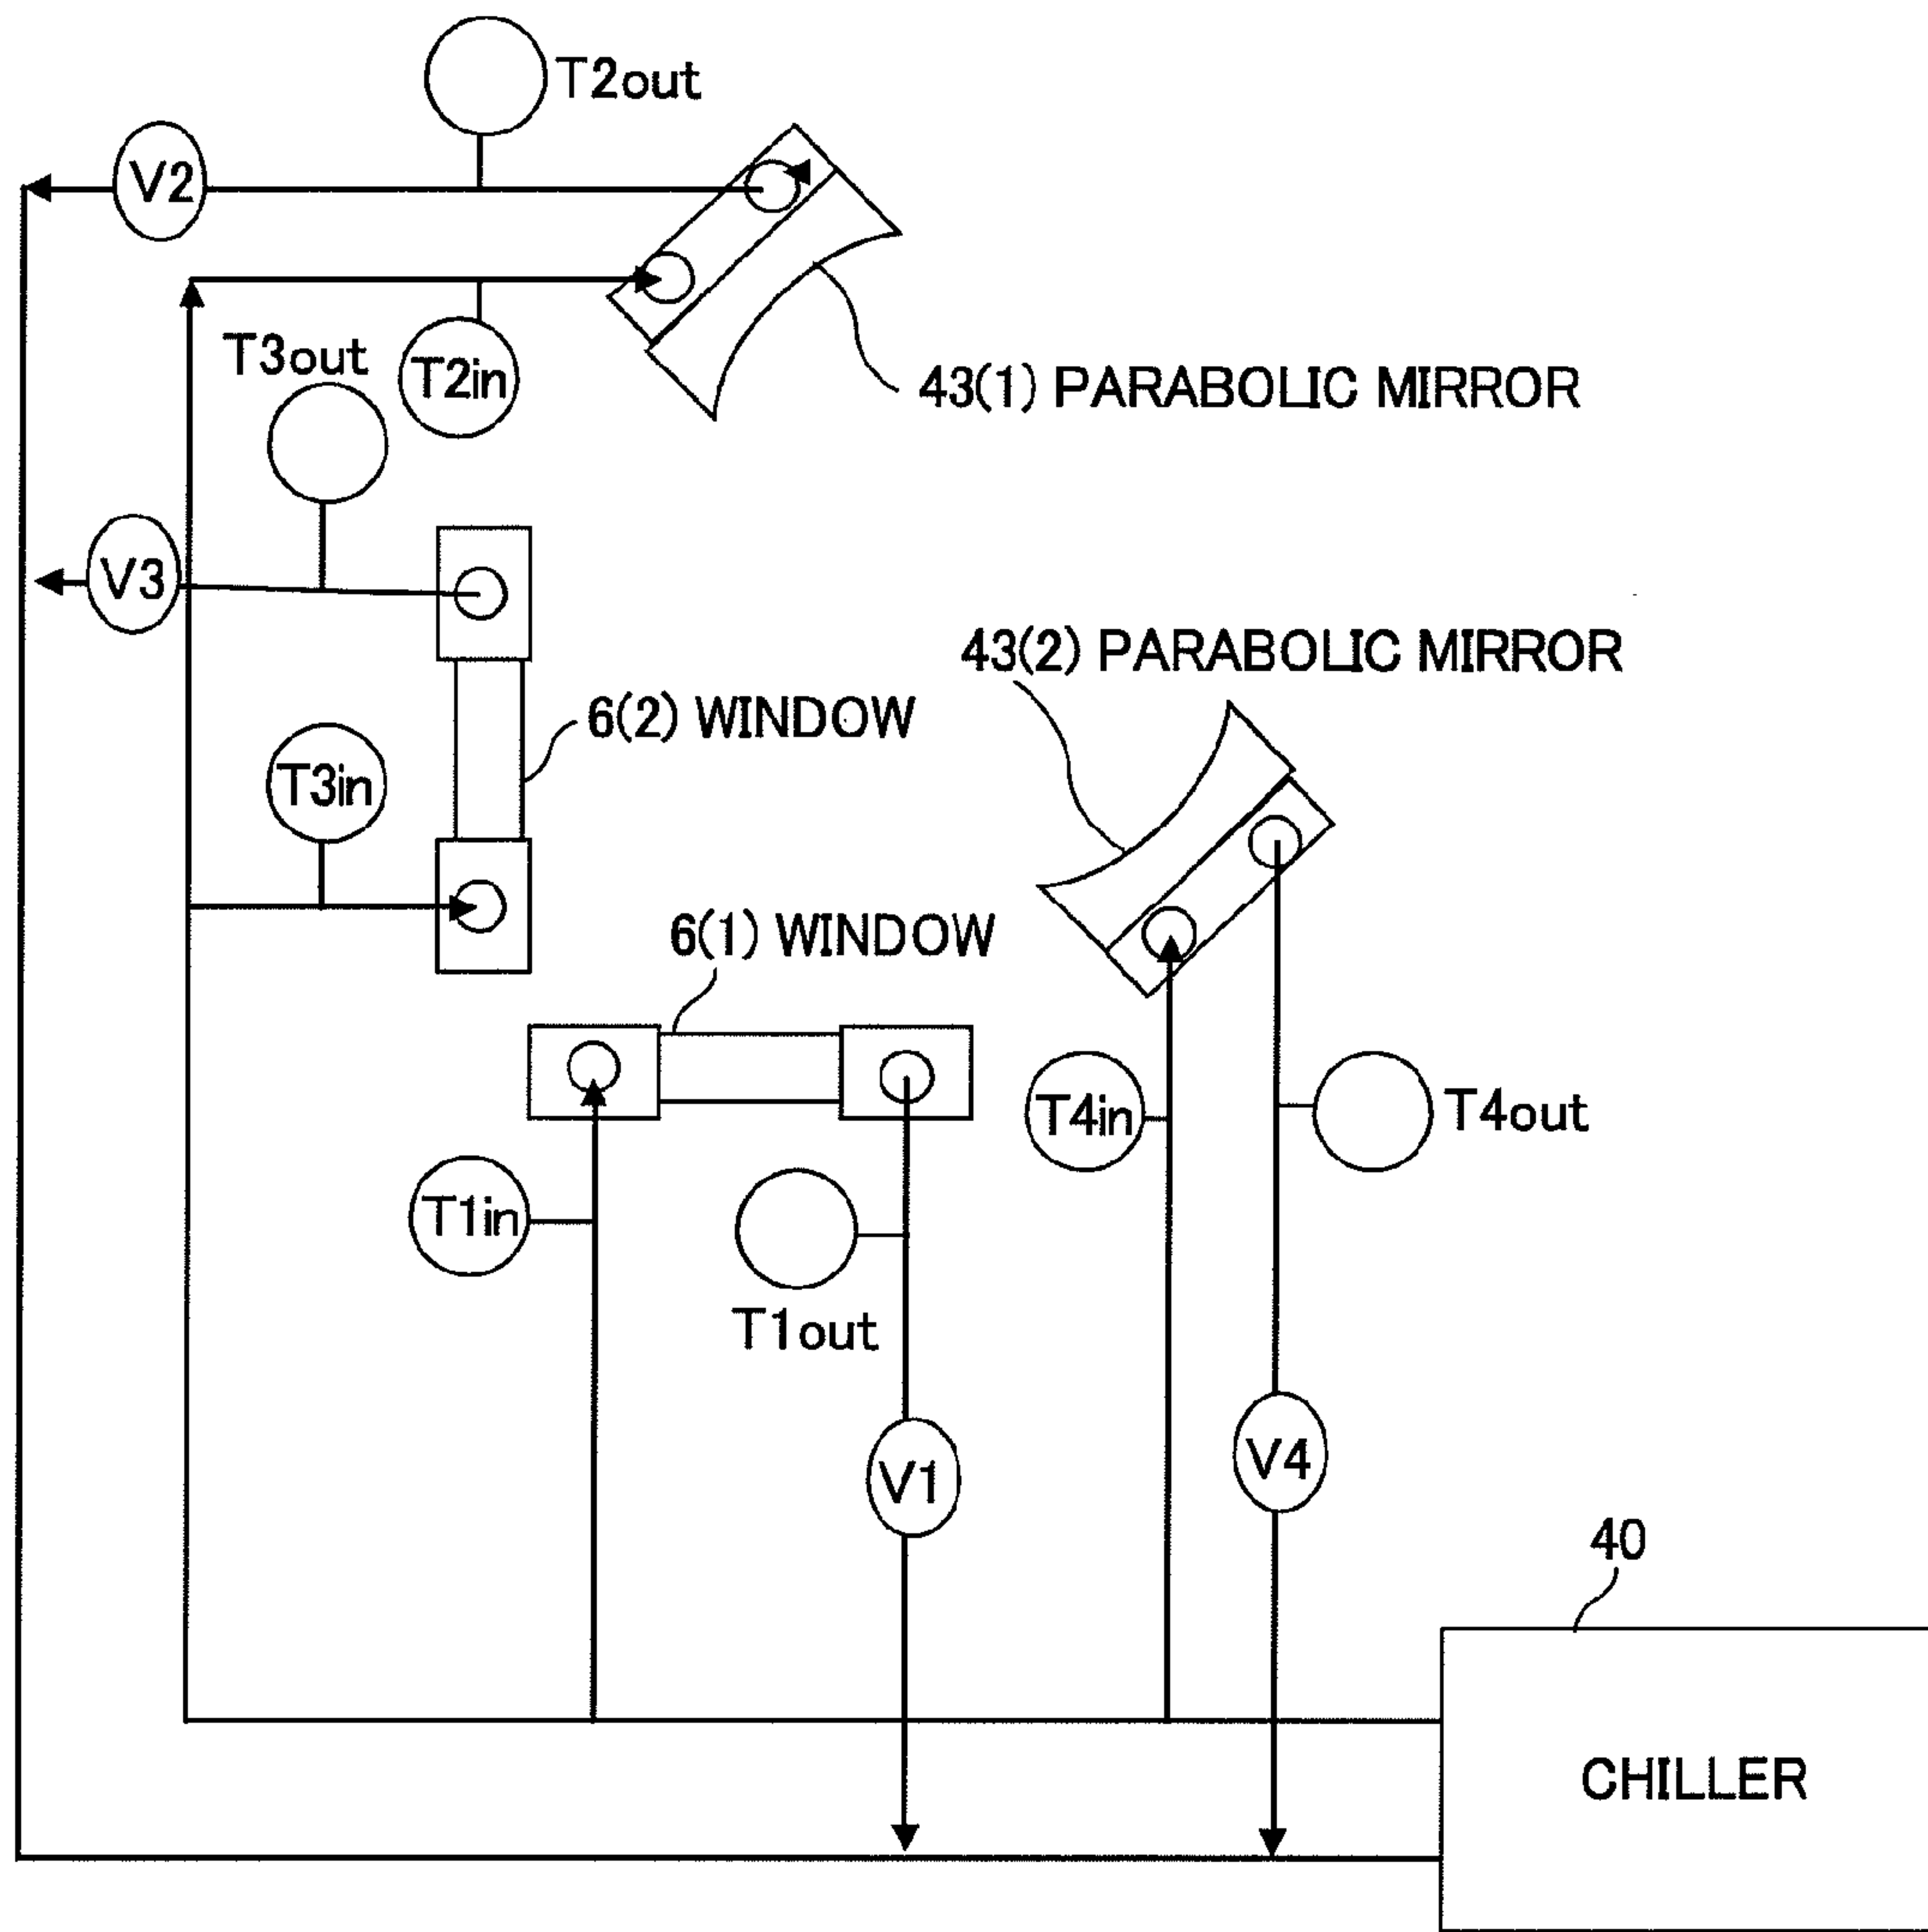 T2out
V2
T3out
T2in
43(1) PARABOLIC MIRROR
V3
43(2) PARABOLIC MIRROR
6(2) WINDOW
T3in
6(1) WINDOW
T4in
T4out
T1in
T1out
V1
V4
40
CHILLER